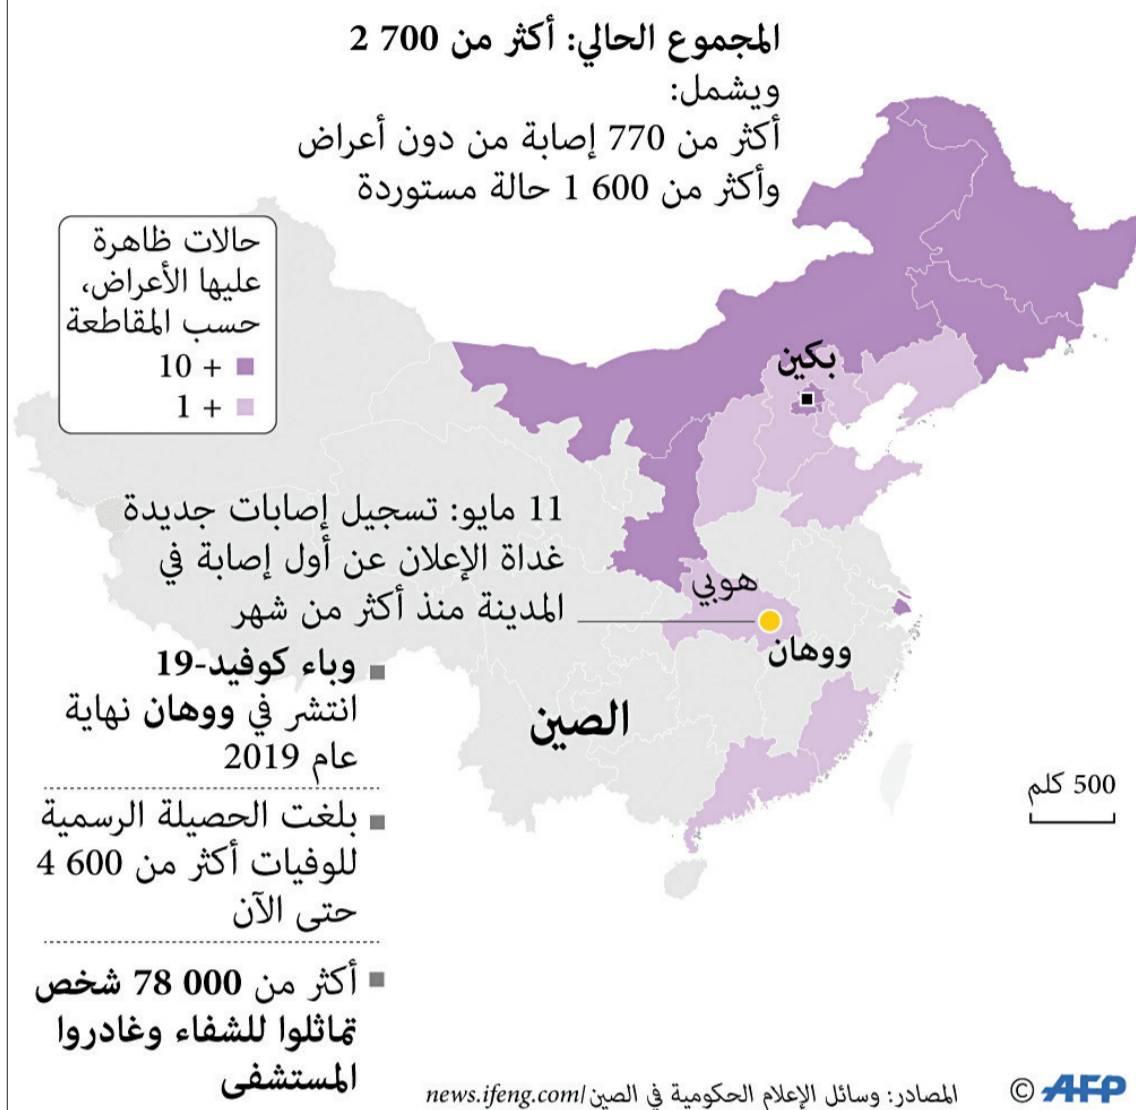 المجموع الحالي: أكثر من 700 2
ويشمل:
أكثر من 770 إصابة من دون أعراض
وأكثر من 600 1 حالة مستوردة
حالات ظاهرة
عليها الأعراض،
حسب المقاطعة
10 +
1 +
بكين
11 مايو: تسجيل إصابات جديدة
غداة الإعلان عن أول إصابة في
المدينة منذ أكثر من شهر
هوبي
ووهان
الصين
وباء كوفيد-19
انتشر في ووهان نهاية
عام 2019
بلغت الحصيلة الرسمية
للوفيات أكثر من 600 4
حتى الآن
أكثر من 000 78 شخص
تماثلوا للشفاء وغادروا
المستشفى
500 كلم
المصادر: وسائل الإعلام الحكومية في الصين/news.ifeng.com
© AFP